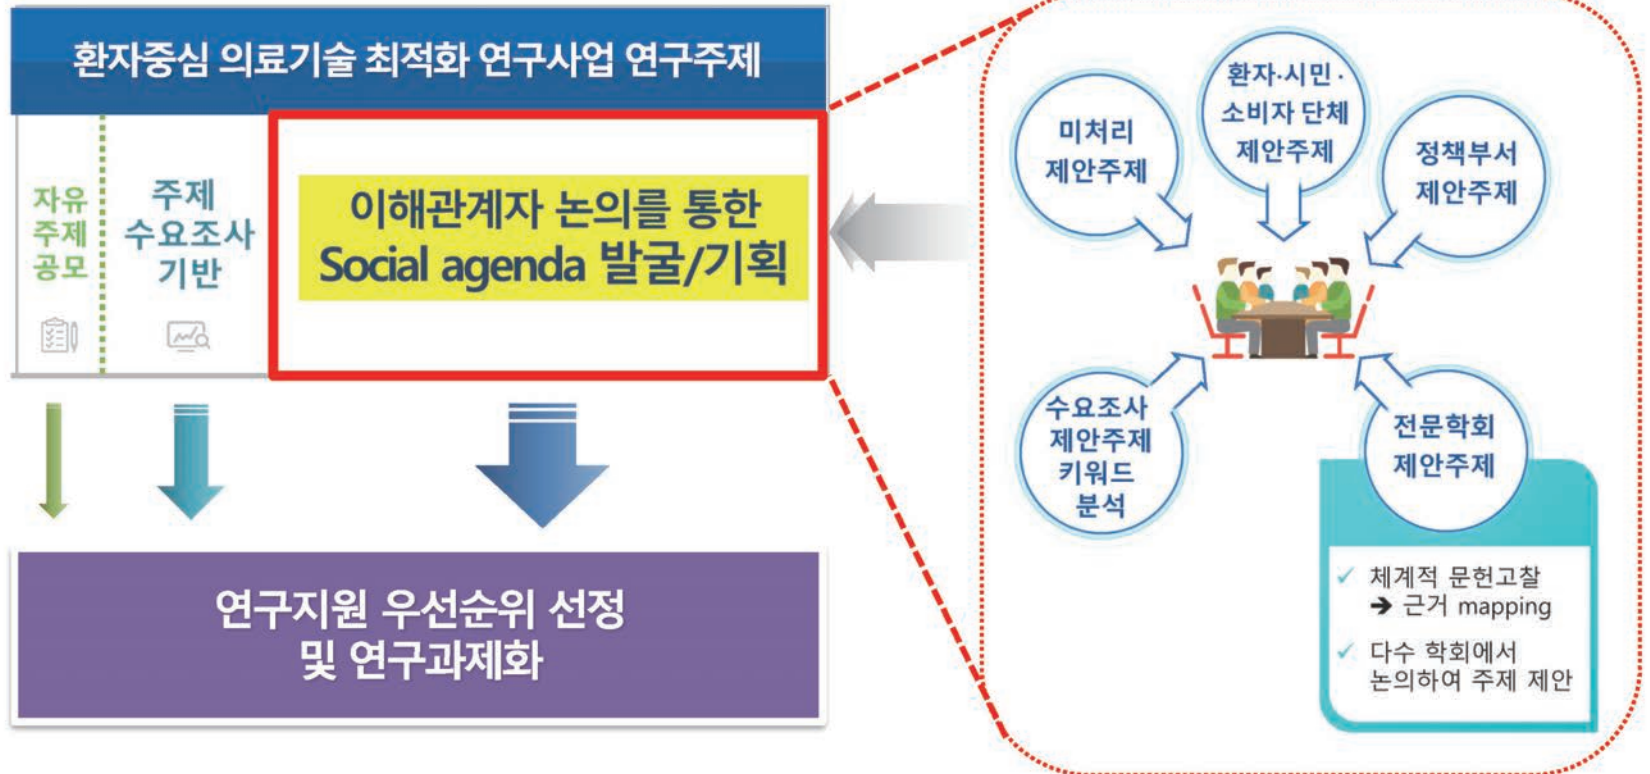 환자중심 의료기술 최적화 연구사업 연구주제
자유
주제
공모
주제
수요조사
기반
이해관계자 논의를 통한
Social agenda 발굴/기획
연구지원 우선순위 선정
및 연구과제화
미처리
제안주제
환자·시민·
소비자 단체
제안주제
정책부서
제안주제
수요조사
제안주제
키워드
분석
전문학회
제안주제
✓ 체계적 문헌고찰
➔ 근거 mapping
✓ 다수 학회에서
논의하여 주제 제안